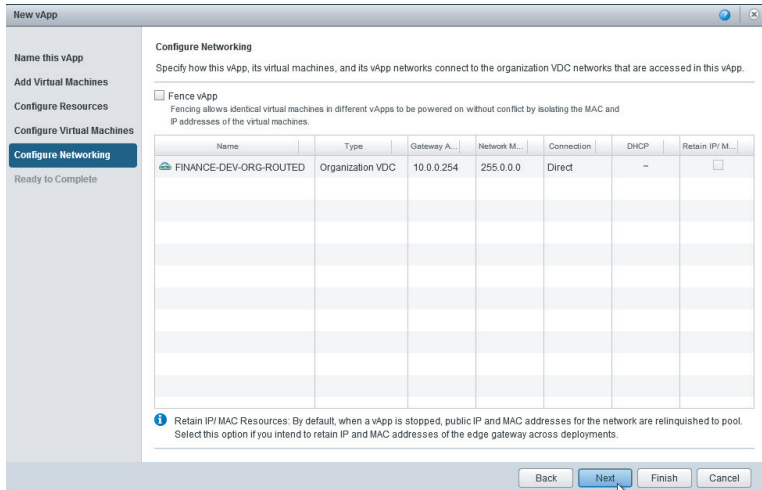 New vApp
Name this vApp
Add Virtual Machines
Configure Resources
Configure Virtual Machines
Configure Networking
Ready to Complete
Configure Networking
Specify how this vApp, its virtual machines, and its vApp networks connect to the organization VDC networks that are accessed in this vApp.
Fence vApp
Fencing allows identical virtual machines in different vApps to be powered on without conflict by isolating the MAC and
IP addresses of the virtual machines.
Name Type Gateway A... Network M... Connection DHCP Retain IP/ M...
FINANCE-DEV-ORG-ROUTED Organization VDC 10.0.0.254 255.0.0.0 Direct -
Retain IP/ MAC Resources: By default, when a vApp is stopped, public IP and MAC addresses for the network are relinquished to pool.
Select this option if you intend to retain IP and MAC addresses of the edge gateway across deployments.
Back Next Finish Cancel